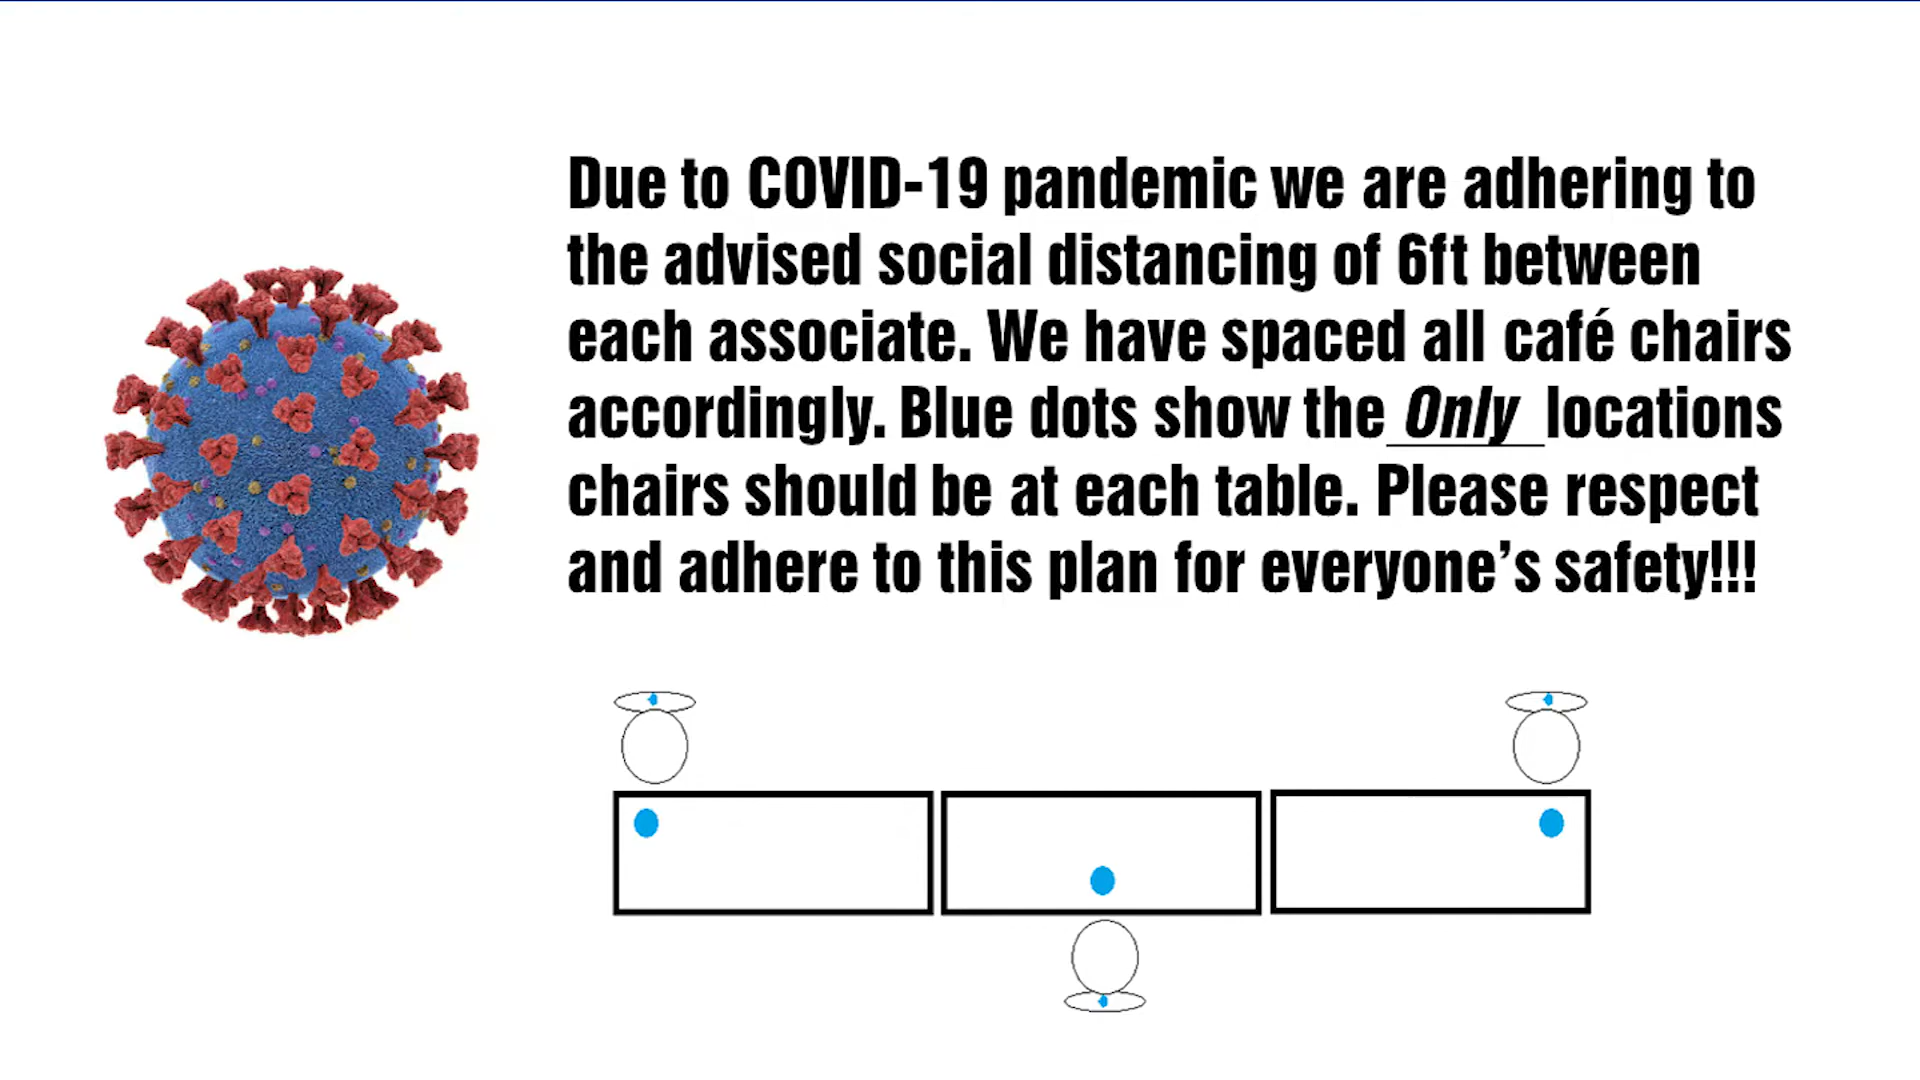 Due to COVID-19 pandemic we are adhering to
the advised social distancing of 6ft between
each associate. We have spaced all café chairs
accordingly. Blue dots show the Only locations
chairs should be at each table. Please respect
and adhere to this plan for everyone’s safety!!!